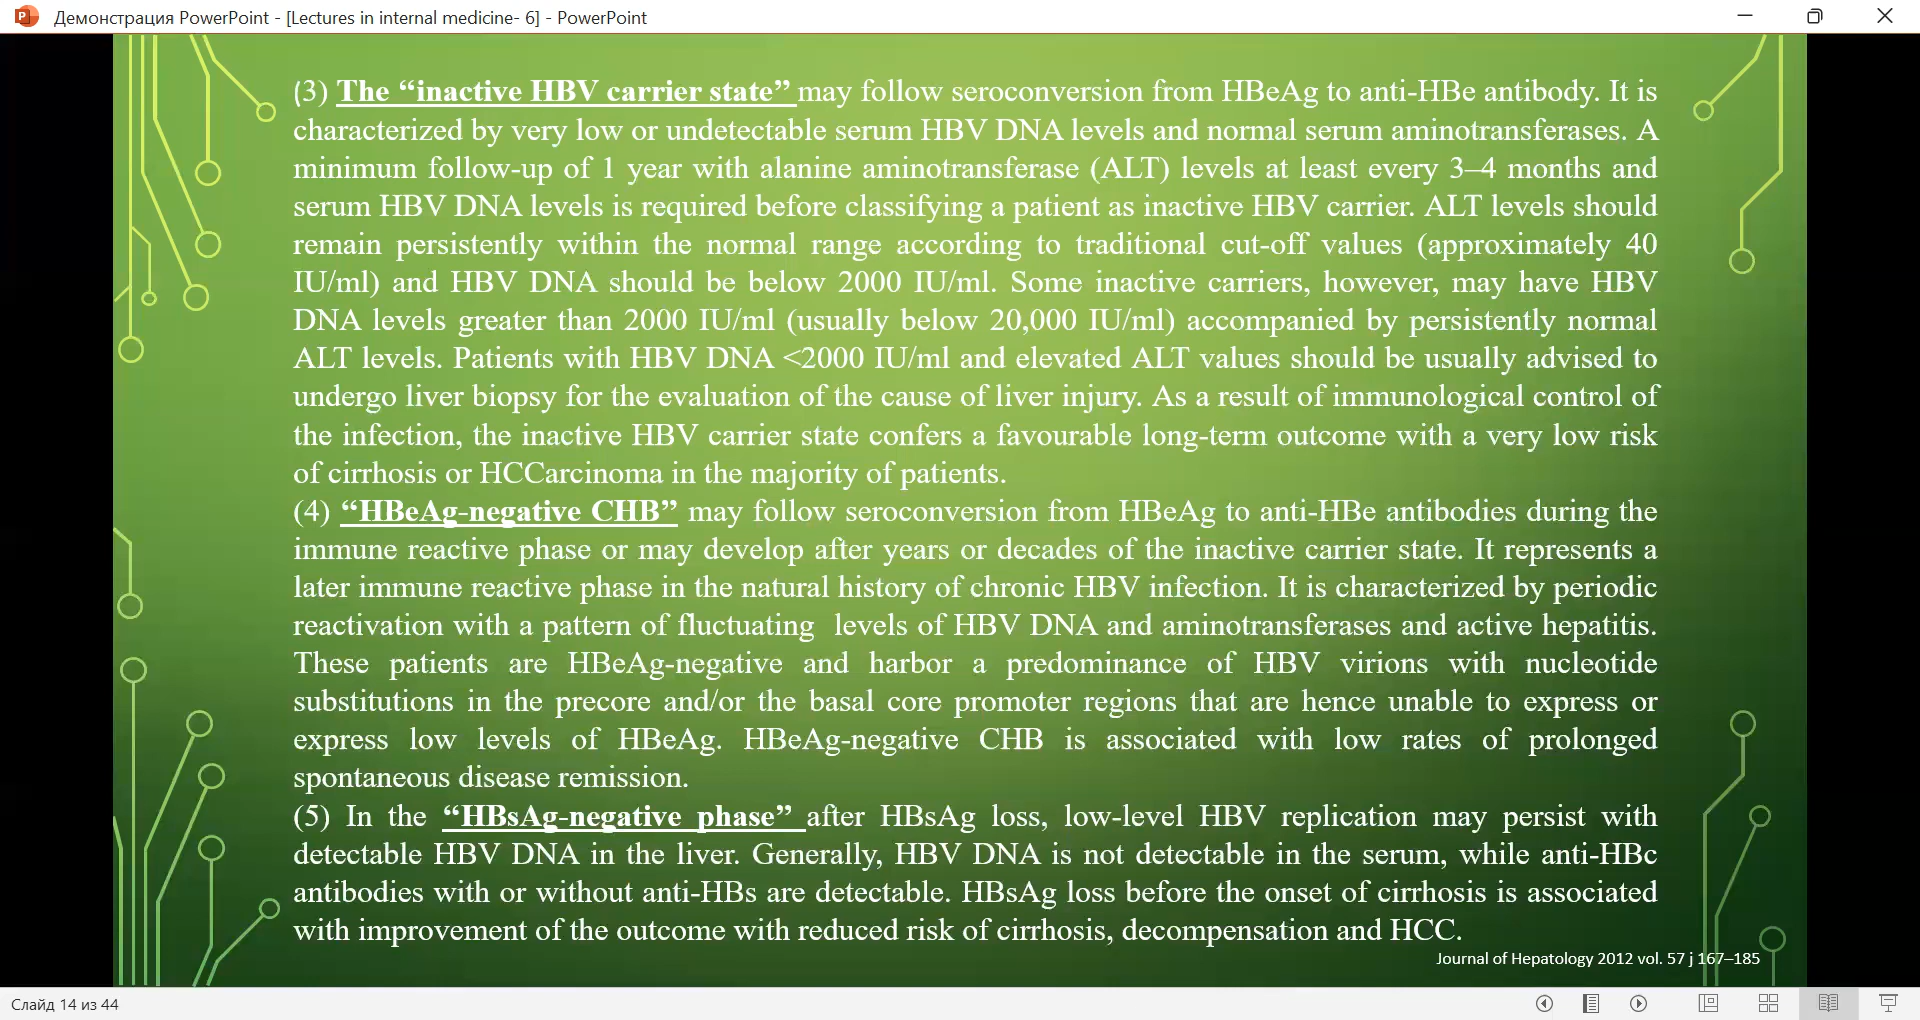 Демонстрация PowerPoint - [Lectures in internal medicine- 6] - PowerPoint
(3) The “inactive HBV carrier state” may follow seroconversion from HBeAg to anti-HBe antibody. It is
characterized by very low or undetectable serum HBV DNA levels and normal serum aminotransferases. A
minimum follow-up of 1 year with alanine aminotransferase (ALT) levels at least every 3–4 months and
serum HBV DNA levels is required before classifying a patient as inactive HBV carrier. ALT levels should
remain persistently within the normal range according to traditional cut-off values (approximately 40
IU/ml) and HBV DNA should be below 2000 IU/ml. Some inactive carriers, however, may have HBV
DNA levels greater than 2000 IU/ml (usually below 20,000 IU/ml) accompanied by persistently normal
ALT levels. Patients with HBV DNA <2000 IU/ml and elevated ALT values should be usually advised to
undergo liver biopsy for the evaluation of the cause of liver injury. As a result of immunological control of
the infection, the inactive HBV carrier state confers a favourable long-term outcome with a very low risk
of cirrhosis or HCCarcinoma in the majority of patients.
(4) “HBeAg-negative CHB” may follow seroconversion from HBeAg to anti-HBe antibodies during the
immune reactive phase or may develop after years or decades of the inactive carrier state. It represents a
later immune reactive phase in the natural history of chronic HBV infection. It is characterized by periodic
reactivation with a pattern of fluctuating levels of HBV DNA and aminotransferases and active hepatitis.
These patients are HBeAg-negative and harbor a predominance of HBV virions with nucleotide
substitutions in the precore and/or the basal core promoter regions that are hence unable to express or
express low levels of HBeAg. HBeAg-negative CHB is associated with low rates of prolonged
spontaneous disease remission.
(5) In the “HBsAg-negative phase” after HBsAg loss, low-level HBV replication may persist with
detectable HBV DNA in the liver. Generally, HBV DNA is not detectable in the serum, while anti-HBc
antibodies with or without anti-HBs are detectable. HBsAg loss before the onset of cirrhosis is associated
with improvement of the outcome with reduced risk of cirrhosis, decompensation and HCC.
Journal of Hepatology 2012 vol. 57 j 167–185
Слайд 14 из 44